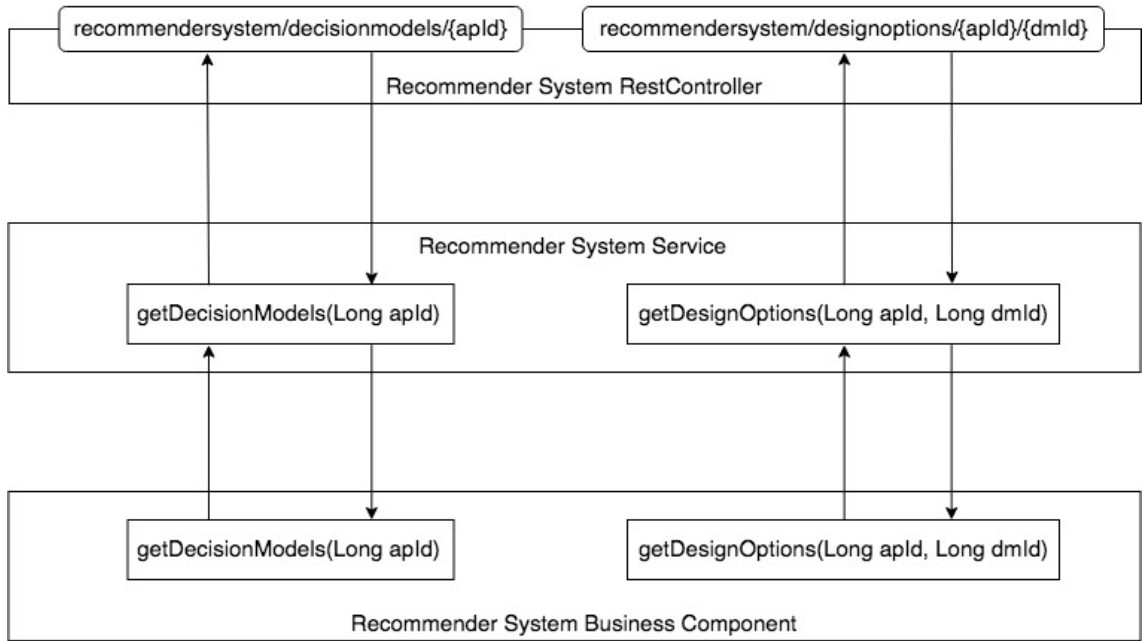 recommendersystem/decisionmodels/{apId}
recommendersystem/designoptions/{apId}/{dmId}
Recommender System RestController
Recommender System Service
getDecisionModels(Long apId)
getDesignOptions(Long apId, Long dmId)
getDecisionModels(Long apId)
getDesignOptions(Long apId, Long dmId)
Recommender System Business Component